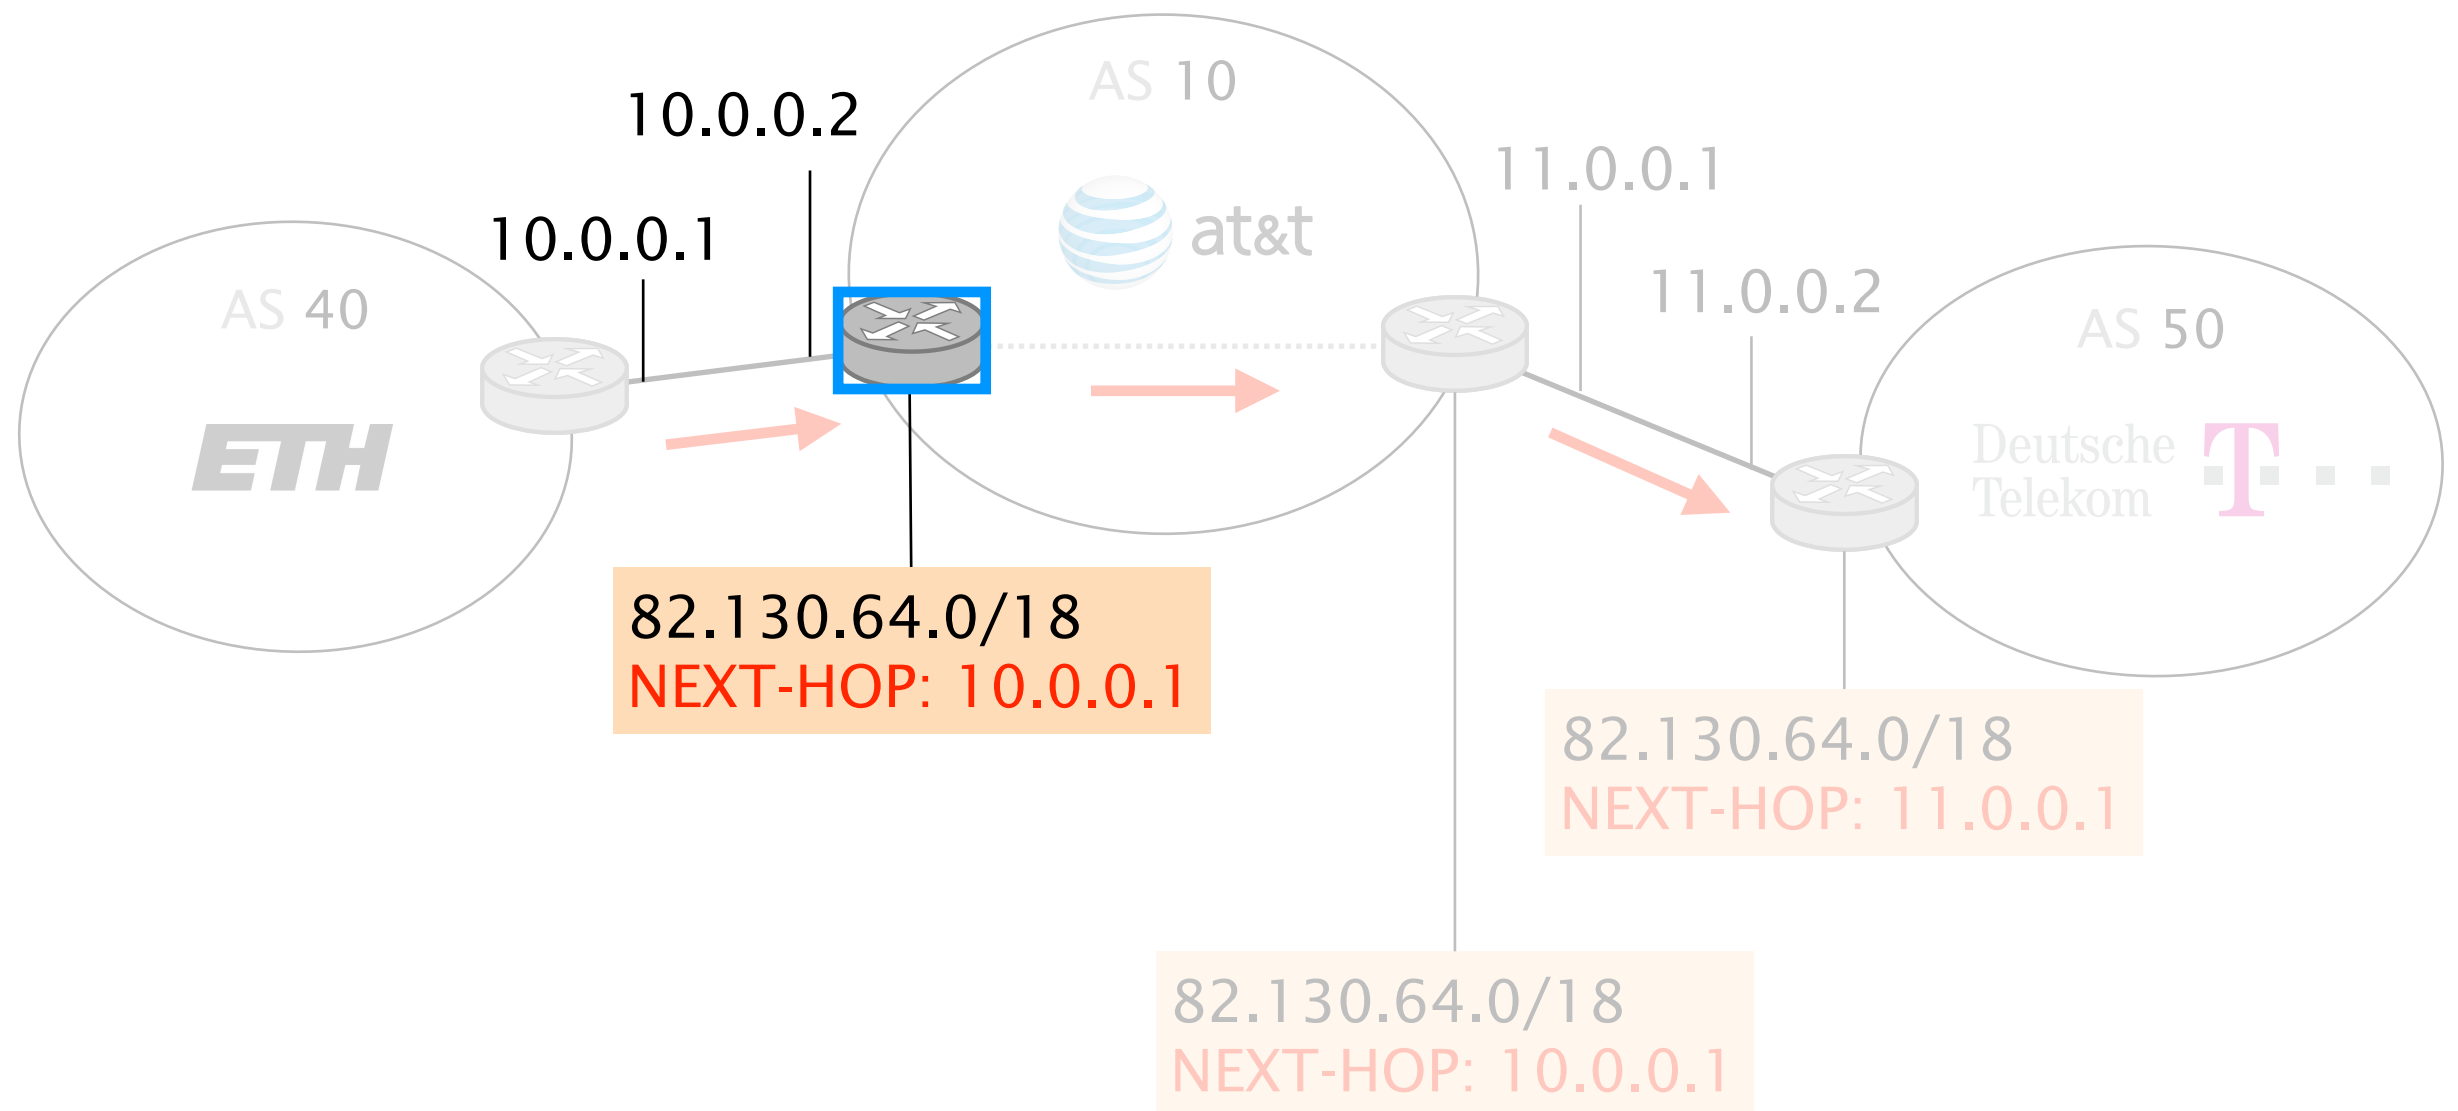 AS 10
10.0.0.2
11.0.0.1
at&t
10.0.0.1
11.0.0.2
AS 40
AS 50
ETH
Deutsche
Telekom
T
82.130.64.0/18
NEXT-HOP: 10.0.0.1
82.130.64.0/18
NEXT-HOP: 11.0.0.1
82.130.64.0/18
NEXT-HOP: 10.0.0.1